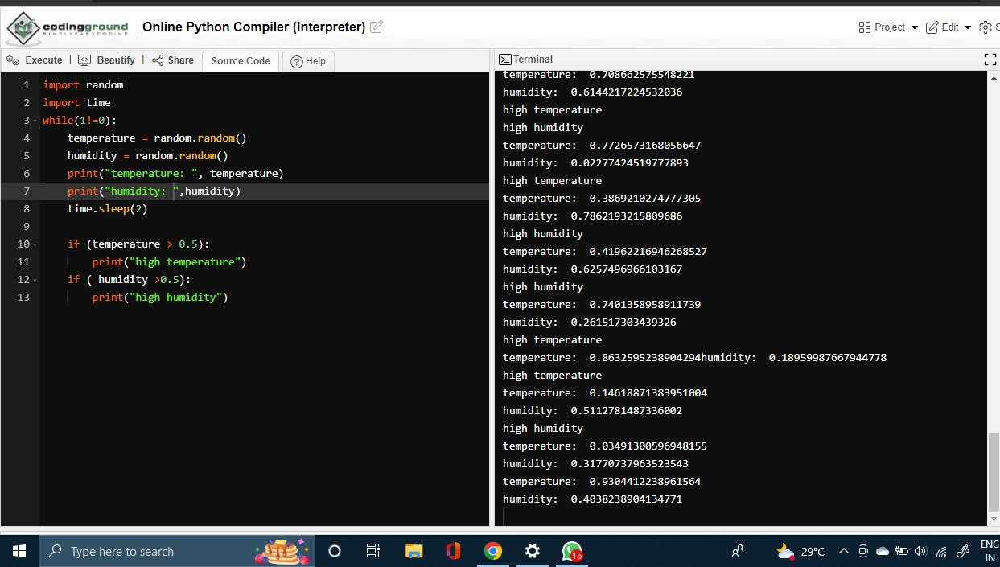 codingground
SIMPLYEASYCODING
Online Python Compiler (Interpreter)
Project
Edit
S
Execute | Beautify | Share
Source Code
Help
1 import random
2 import time
3 while(1!=0):
4 temperature = random.random()
5 humidity = random.random()
6 print("temperature: ", temperature)
7 print("humidity: ",humidity)
8 time.sleep(2)
9
10 if (temperature > 0.5):
11 print("high temperature")
12 if ( humidity >0.5):
13 print("high humidity")
Terminal
temperature:  0.708662575548221
humidity:  0.6144217224532036
high temperature
high humidity
temperature:  0.7726573168056647
humidity:  0.02277424519777893
high temperature
temperature:  0.3869210274777305
humidity:  0.7862193215809686
high humidity
temperature:  0.41962216946268527
humidity:  0.6257496966103167
high humidity
temperature:  0.7401358958911739
humidity:  0.261517303439326
high temperature
temperature:  0.8632595238904294humidity:  0.18959987667944778
high temperature
temperature:  0.14618871383951004
humidity:  0.5112781487336002
high humidity
temperature:  0.03491300596948155
humidity:  0.31770737963523543
temperature:  0.9304412238961564
humidity:  0.4038238904134771
Type here to search
15
29°C
ENG
IN